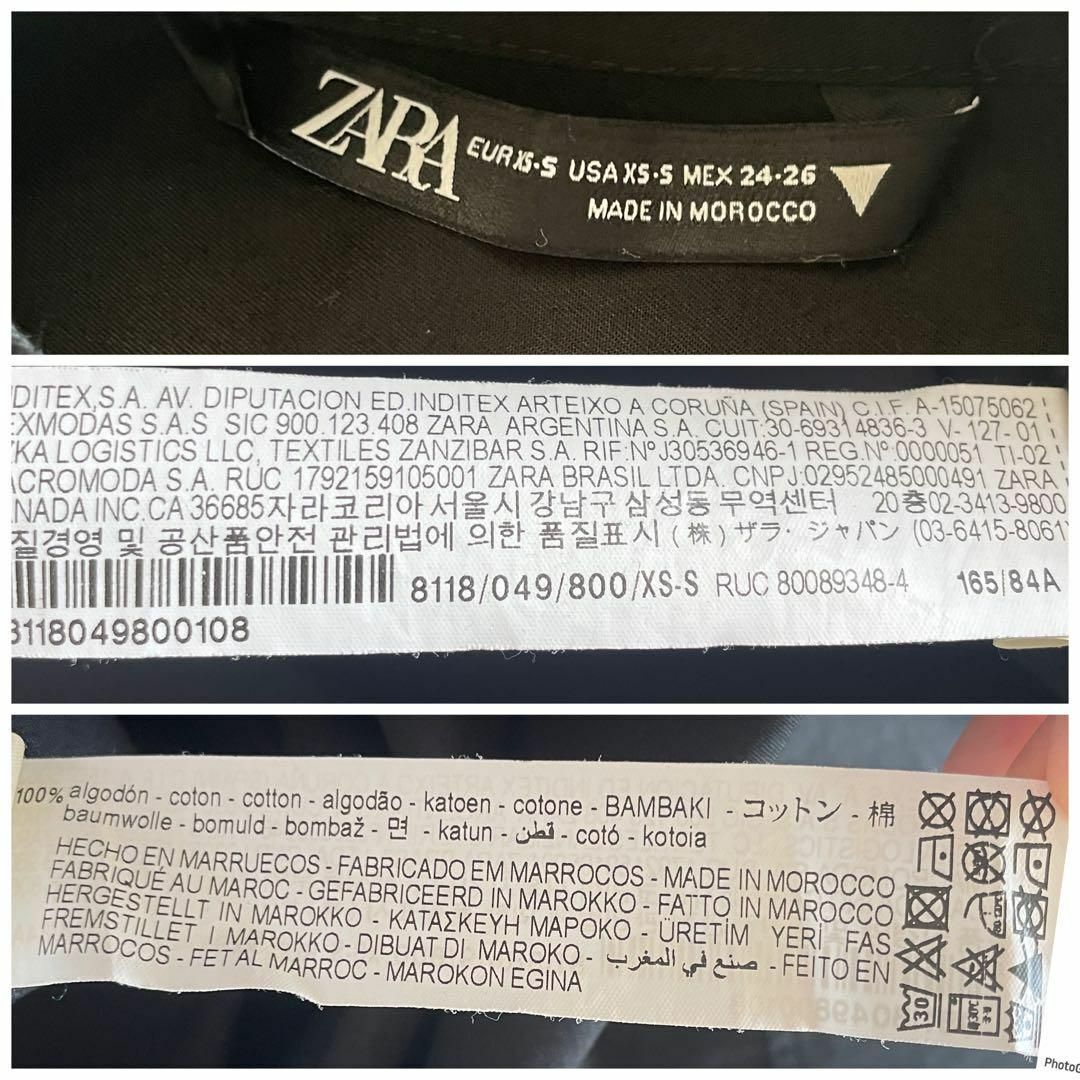 ZARA EUR XS-S USA XS-S MEX 24-26
MADE IN MOROCCO
NDITEX,S.A. AV. DIPUTACION ED.INDITEX ARTEIXO A CORUÑA (SPAIN) C.I.F. A-15075062
EXMODAS S.A.S SIC 900.123.408 ZARA ARGENTINA S.A. CUIT:30-69314836-3 V-127-01
KA LOGISTICS LLC, TEXTILES ZANZIBAR S.A. RIF:Nº J30536946-1 REG.Nº:0000051 TI-02
ACROMODA S.A. RUC 1792159105001 ZARA BRASIL LTDA. CNPJ:02952485000491 ZARA
ANADA INC.CA 36685자라코리아 서울시 강남구 삼성동 무역센터 20층02-3413-9800
질경영 및 공산품안전 관리법에 의한 품질표시 (株) ザラ・ジャパン (03-6415-8061
8118/049/800/XS-S RUC 80089348-4 165/84A
8118049800108
100% algodón - coton - cotton - algodão - katoen - cotone - BAMBAKI - コットン - 棉
baumwolle - bomuld - bombaž - 면 - katun - قطن - cotó - kotoia
HECHO EN MARRUECOS - FABRICADO EM MARROCOS - MADE IN MOROCCO
FABRIQUÉ AU MAROC - GEFABRICEERD IN MAROKKO - FATTO IN MAROCCO
HERGESTELLT IN MAROKKO - ΚΑΤΑΣΚΕΥΗ ΜΑΡΟΚΟ - ÜRETİM YERİ FAS
FREMSTILLET I MAROKKO - DIBUAT DI MAROKO - صنع في المغرب - FEITO EN
MARROCOS - FET AL MARROC - MAROKON EGINA
30
PhotoG